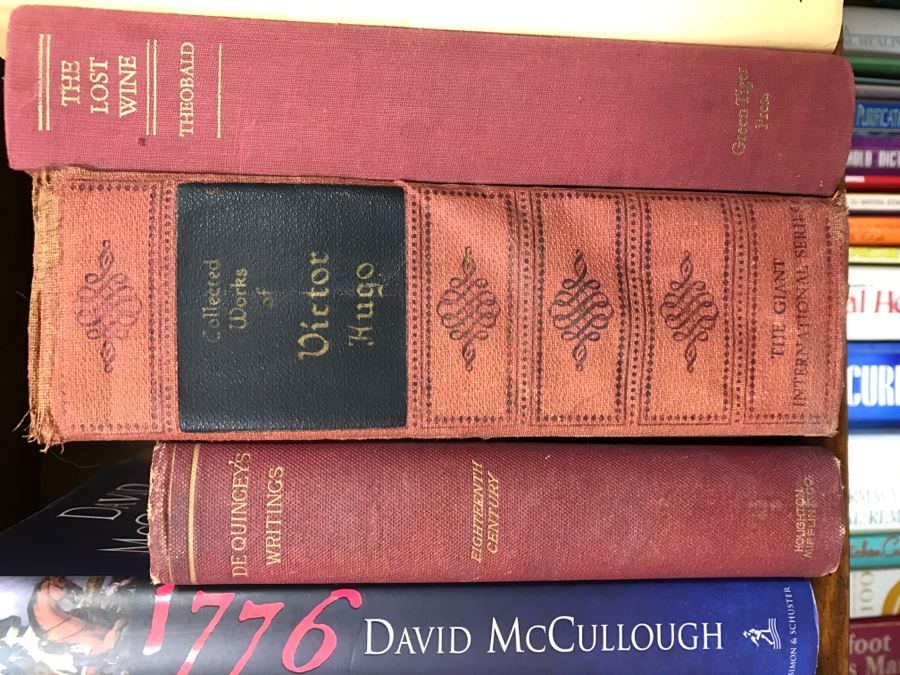 THE
LOST
WINE
THEOBALD
Green Tiger
Press
Collected
Works
of
Victor
Hugo
THE GIANT
INTERNATIONAL SERIES
DE QUINCEY'S
WRITINGS
EIGHTEENTH
CENTURY
HOUGHTON
MIFFLIN & CO.
DAVID
1776
DAVID MCCULLOUGH
SIMON & SCHUSTER